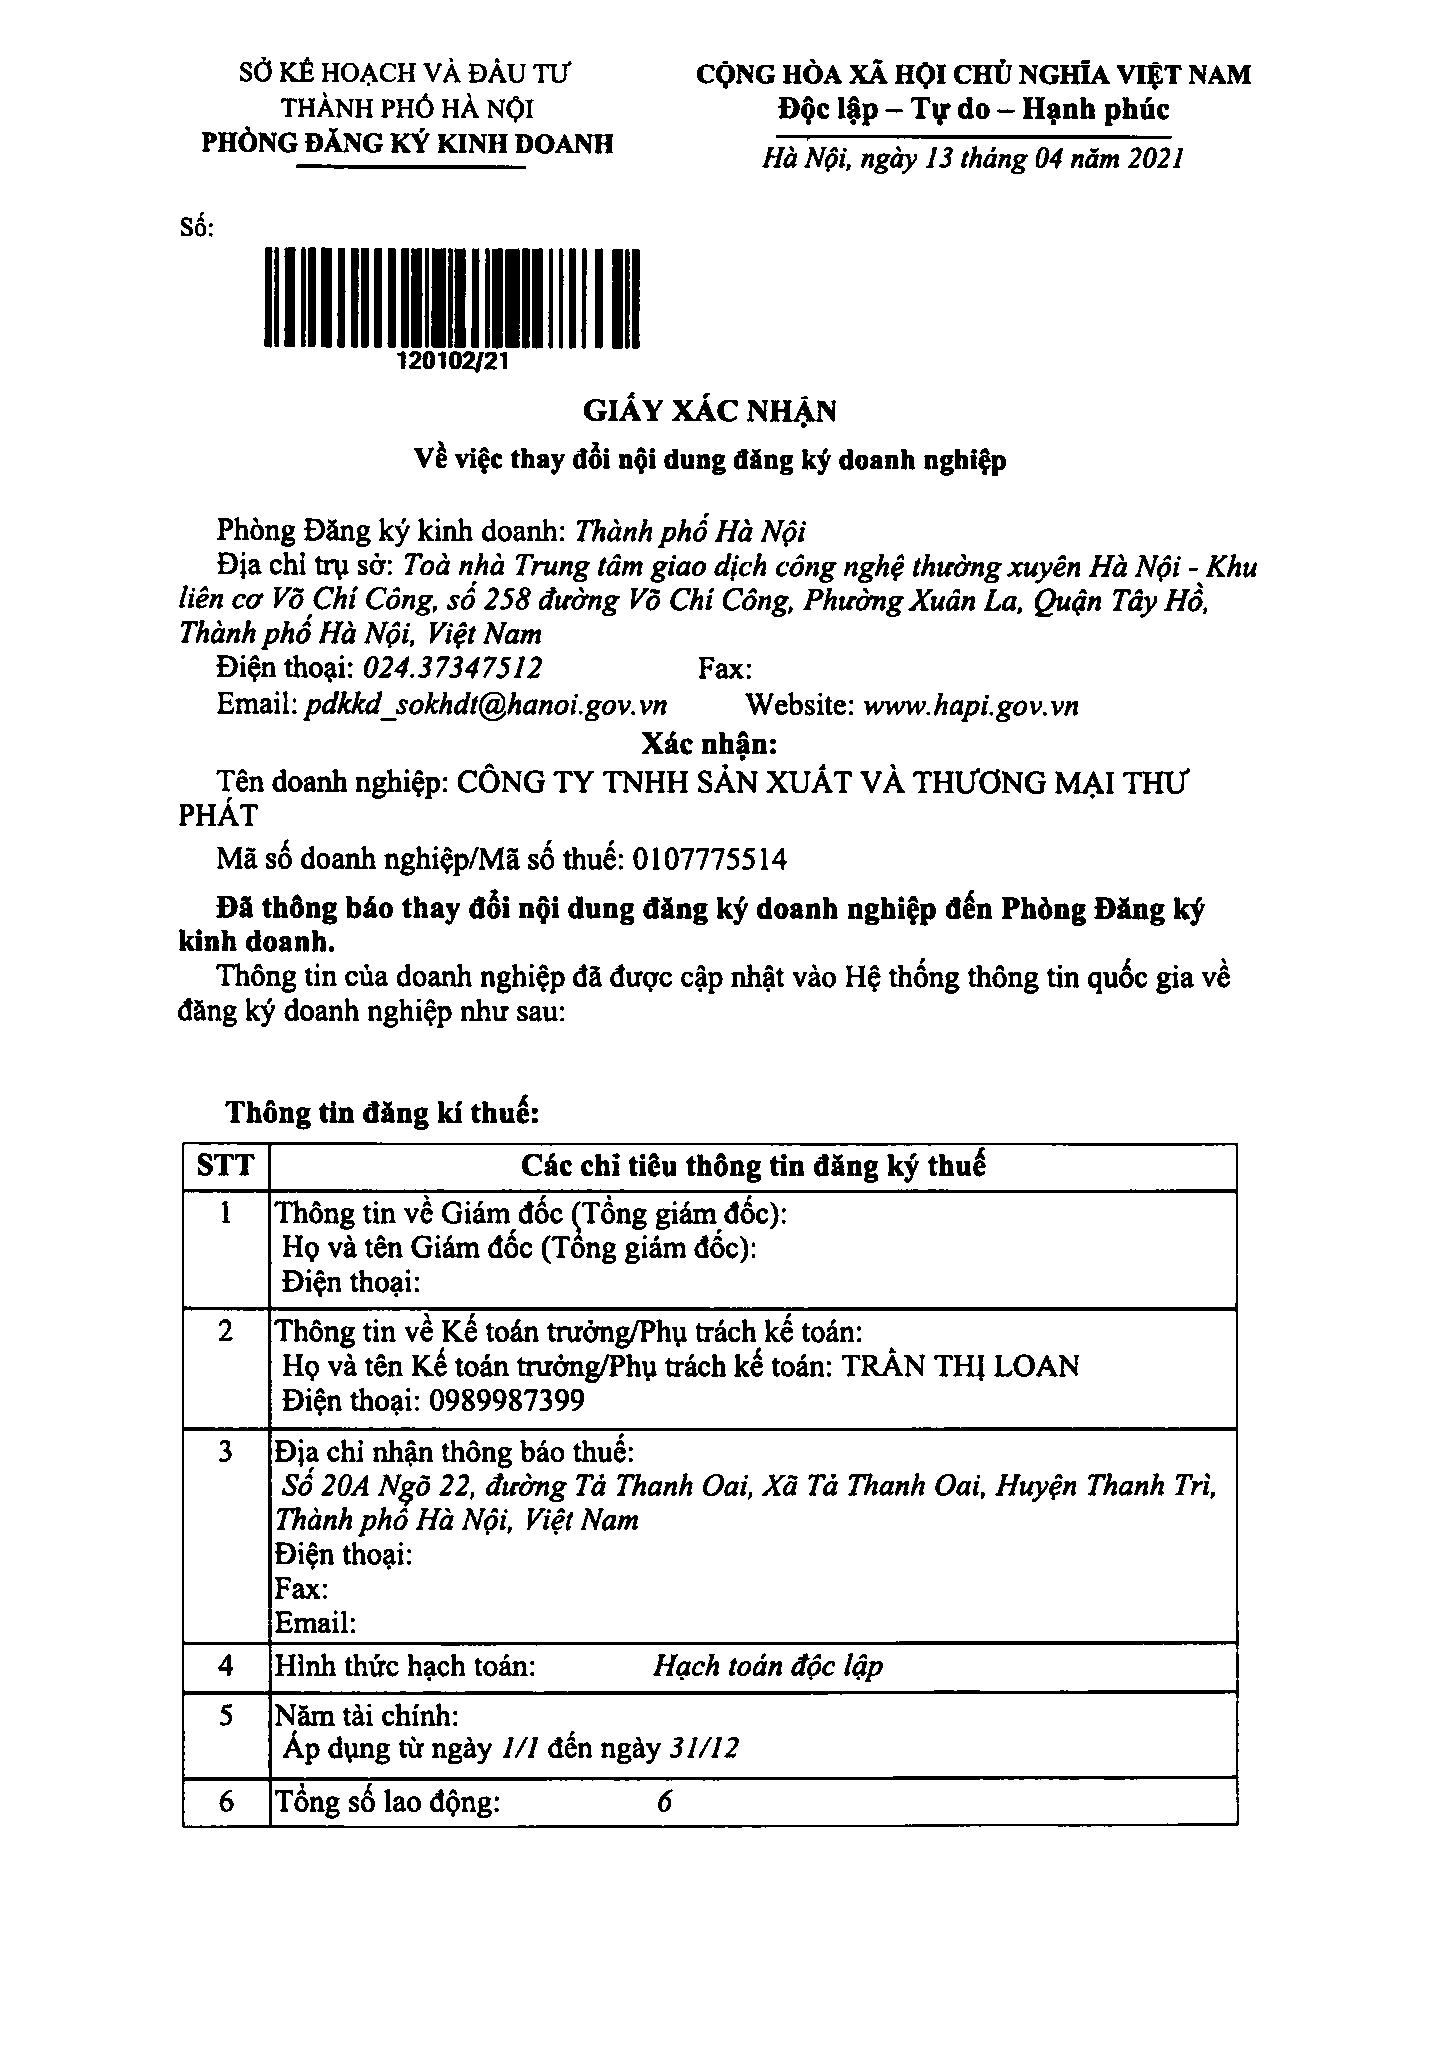 SỞ KẾ HOẠCH VÀ ĐẦU TƯ
THÀNH PHỐ HÀ NỘI
PHÒNG ĐĂNG KÝ KINH DOANH
CỘNG HÒA XÃ HỘI CHỦ NGHĨA VIỆT NAM
Độc lập – Tự do – Hạnh phúc
Hà Nội, ngày 13 tháng 04 năm 2021
Số:
120102/21
GIẤY XÁC NHẬN
Về việc thay đổi nội dung đăng ký doanh nghiệp
Phòng Đăng ký kinh doanh: Thành phố Hà Nội
Địa chỉ trụ sở: Toà nhà Trung tâm giao dịch công nghệ thường xuyên Hà Nội - Khu
liên cơ Võ Chí Công, số 258 đường Võ Chí Công, Phường Xuân La, Quận Tây Hồ,
Thành phố Hà Nội, Việt Nam
Điện thoại: 024.37347512 Fax:
Email: pdkkd_sokhdt@hanoi.gov.vn Website: www.hapi.gov.vn
Xác nhận:
Tên doanh nghiệp: CÔNG TY TNHH SẢN XUẤT VÀ THƯƠNG MẠI THƯ
PHÁT
Mã số doanh nghiệp/Mã số thuế: 0107775514
Đã thông báo thay đổi nội dung đăng ký doanh nghiệp đến Phòng Đăng ký
kinh doanh.
Thông tin của doanh nghiệp đã được cập nhật vào Hệ thống thông tin quốc gia về
đăng ký doanh nghiệp như sau:
Thông tin đăng kí thuế:
STT Các chỉ tiêu thông tin đăng ký thuế
1 Thông tin về Giám đốc (Tổng giám đốc):
Họ và tên Giám đốc (Tổng giám đốc):
Điện thoại:
2 Thông tin về Kế toán trưởng/Phụ trách kế toán:
Họ và tên Kế toán trưởng/Phụ trách kế toán: TRẦN THỊ LOAN
Điện thoại: 0989987399
3 Địa chỉ nhận thông báo thuế:
Số 20A Ngõ 22, đường Tả Thanh Oai, Xã Tả Thanh Oai, Huyện Thanh Trì,
Thành phố Hà Nội, Việt Nam
Điện thoại:
Fax:
Email:
4 Hình thức hạch toán: Hạch toán độc lập
5 Năm tài chính:
Áp dụng từ ngày 1/1 đến ngày 31/12
6 Tổng số lao động: 6